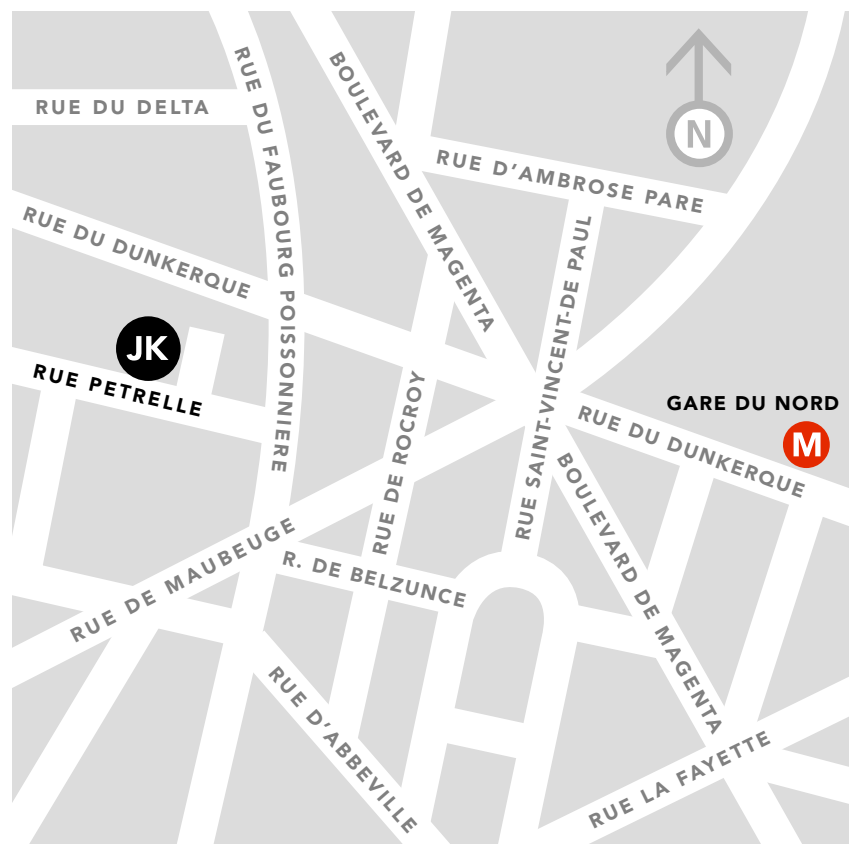 RUE DU FAUBOURG POISSONNIERE
BOULEVARD DE MAGENTA
N
RUE DU DELTA
RUE D'AMBROSE PARE
RUE DU DUNKERQUE
RUE SAINT-VINCENT-DE PAUL
JK
RUE PETRELLE
RUE DE ROCROY
GARE DU NORD
M
RUE DU DUNKERQUE
BOULEVARD DE MAGENTA
RUE DE MAUBEUGE
R. DE BELZUNCE
RUE D'ABBEVILLE
RUE LA FAYETTE